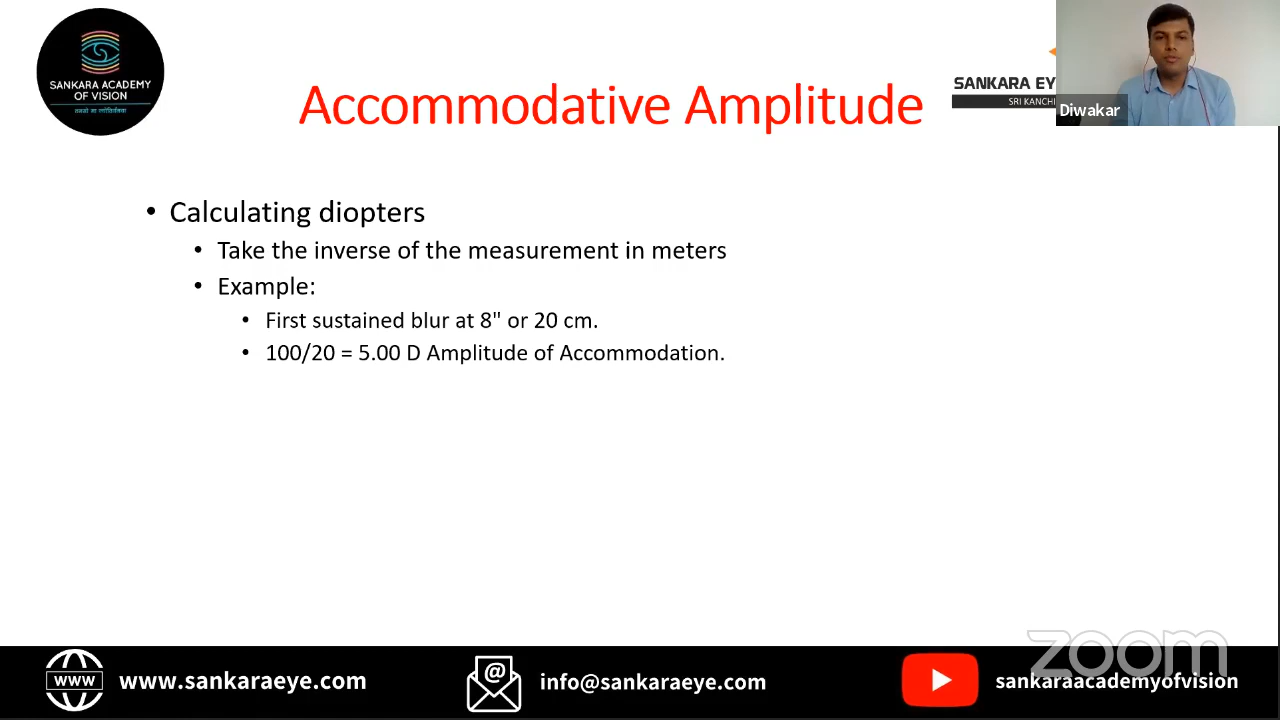 SANKARA ACADEMY
OF VISION
Accommodative Amplitude
SANKARA EY
SRI KANCHI
Diwakar
• Calculating diopters
• Take the inverse of the measurement in meters
• Example:
• First sustained blur at 8" or 20 cm.
• 100/20 = 5.00 D Amplitude of Accommodation.
zoom
www
www.sankaraeye.com
@
info@sankaraeye.com
sankaraacademyofvision